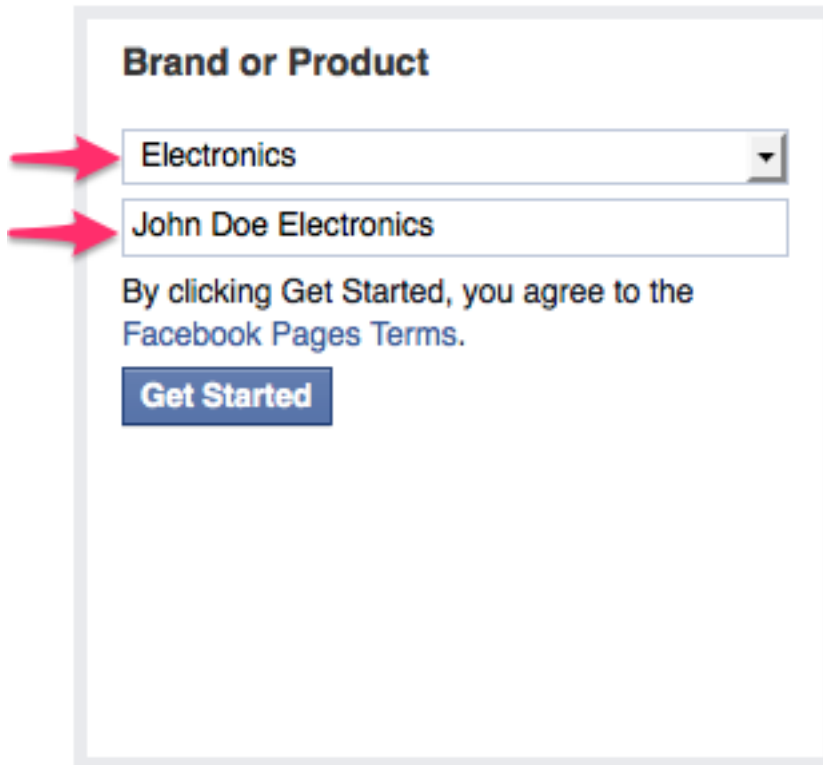 Brand or Product
Electronics
John Doe Electronics
By clicking Get Started, you agree to the
Facebook Pages Terms.
Get Started